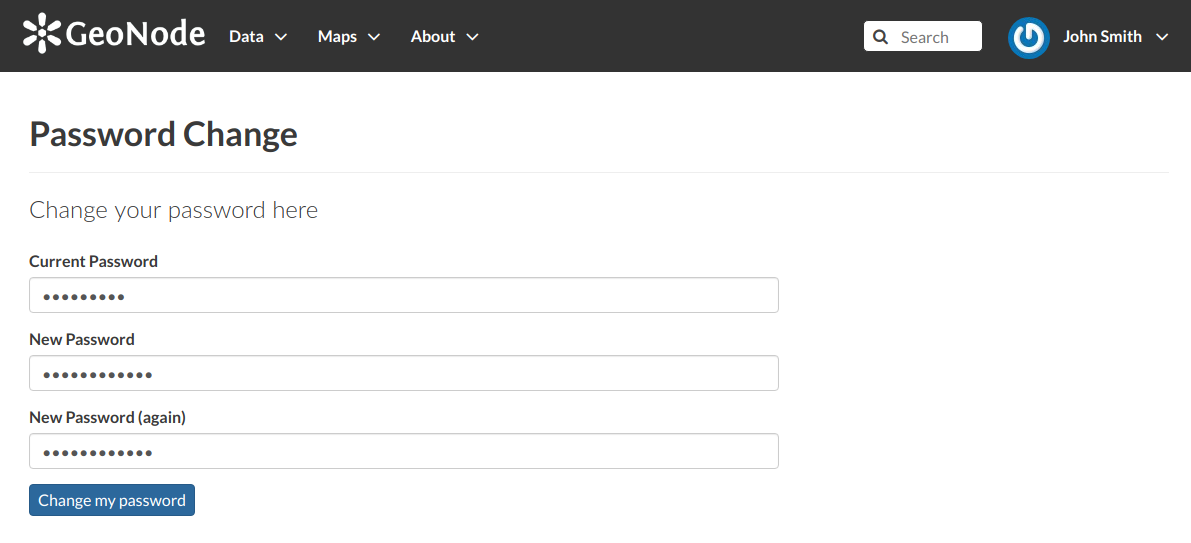 GeoNode Data Maps About Search John Smith
Password Change
Change your password here
Current Password
•••••••••
New Password
••••••••••••
New Password (again)
••••••••••••
Change my password